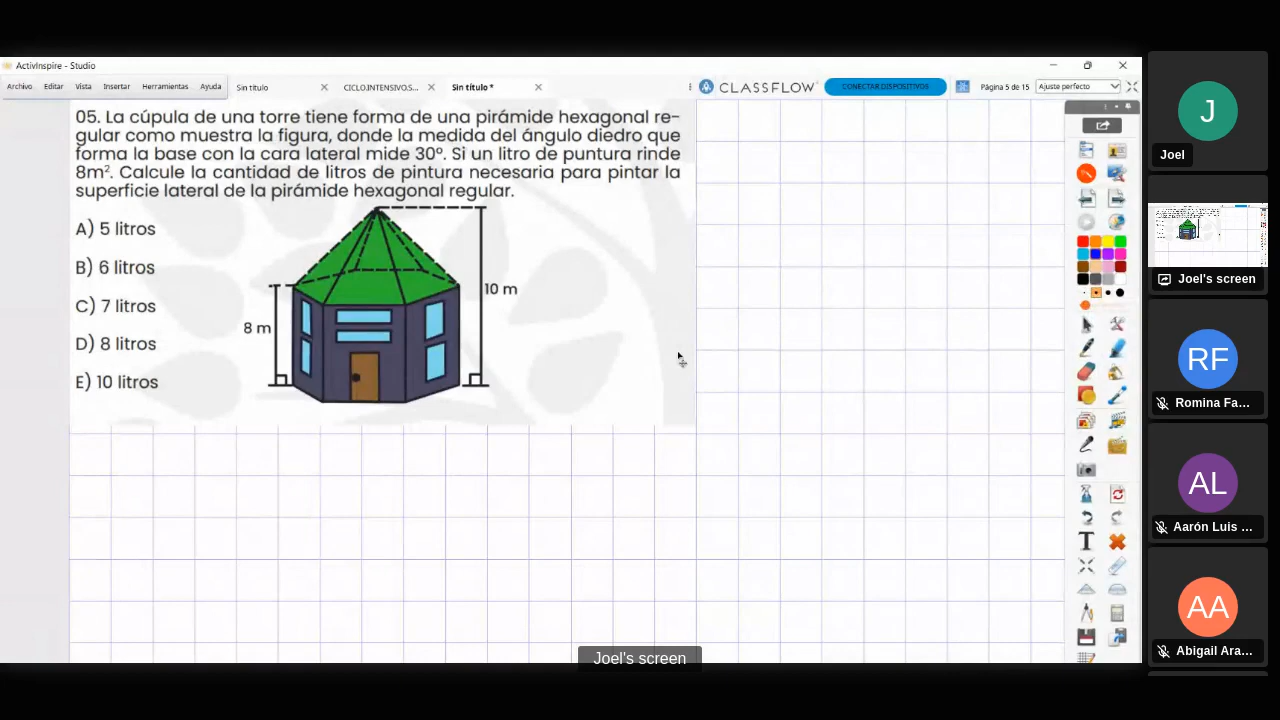 ActivInspire - Studio
Archivo Editar Vista Insertar Herramientas Ayuda
Sin título
CICLO.INTENSIVO.S...
Sin título *
CLASSFLOW
CONECTAR DISPOSITIVOS
Página 5 de 15
Ajuste perfecto
05. La cúpula de una torre tiene forma de una pirámide hexagonal re-
gular como muestra la figura, donde la medida del ángulo diedro que
forma la base con la cara lateral mide 30°. Si un litro de puntura rinde
8m². Calcule la cantidad de litros de pintura necesaria para pintar la
superficie lateral de la pirámide hexagonal regular.
A) 5 litros
B) 6 litros
C) 7 litros
D) 8 litros
E) 10 litros
8 m
10 m
Joel's screen
J
Joel
Joel's screen
RF
Romina Fa...
AL
Aarón Luis ...
AA
Abigail Ara...